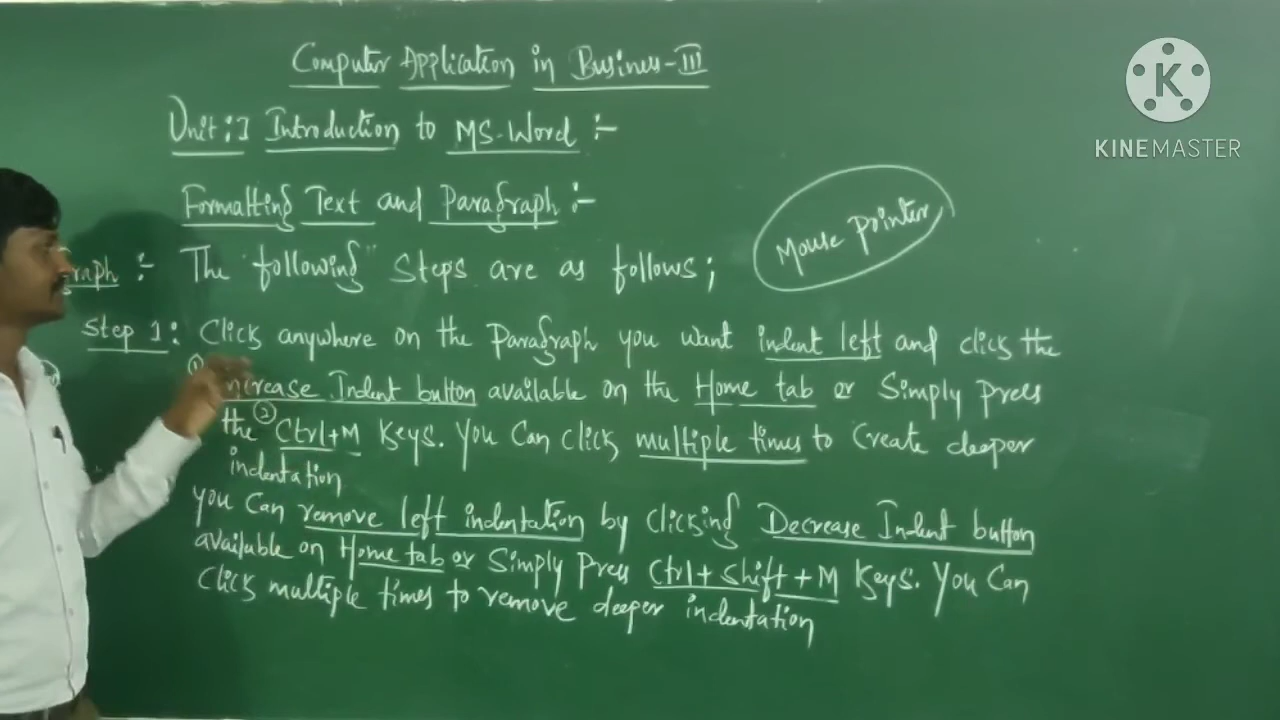 Computer Application in Business-III
Unit:I Introduction to MS-Word :-
Formatting Text and Paragraph :-
graph :- The "following" Steps are as follows;
Mouse pointer
Step 1: Click anywhere on the Paragraph you want indent left and click the
① increase Indent button available on the Home tab or Simply press
the ② Ctrl+M Keys. You Can click multiple times to Create deeper
indentation
you Can remove left indentation by clicking Decrease Indent button
available on Home tab or Simply Press Ctrl+Shift+M Keys. You Can
Click multiple times to remove deeper indentation
K
KINEMASTER